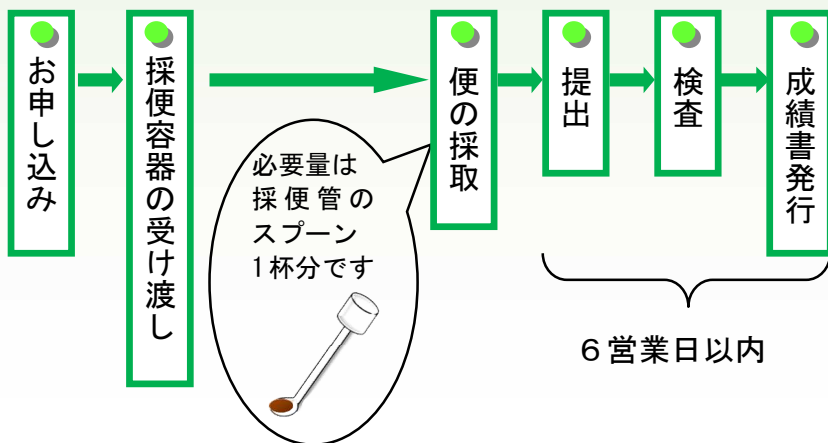 お申し込み
採便容器の受け渡し
必要量は
採便管の
スプーン
1杯分です
便の採取
提出
検査
成績書発行
６営業日以内